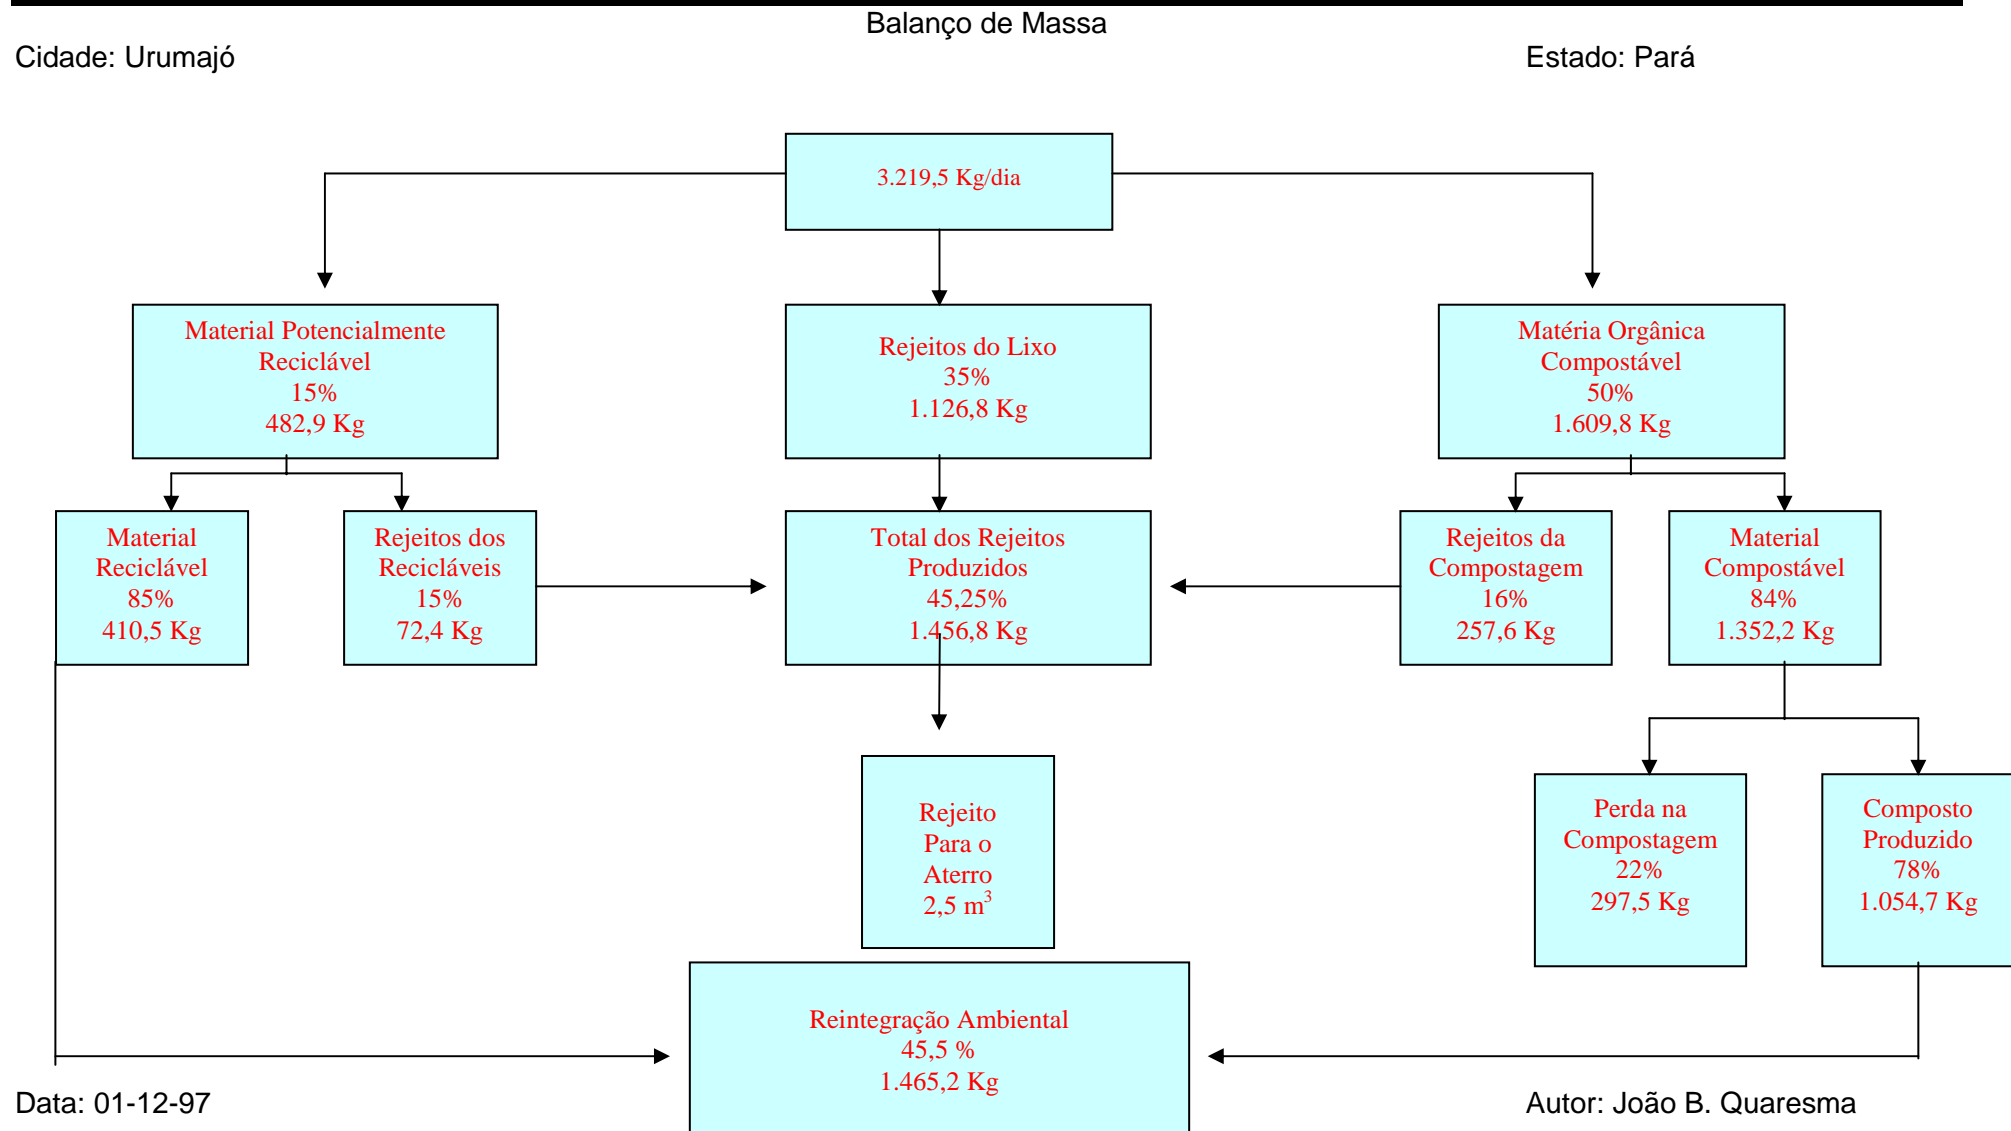 Balanço de Massa
Cidade: Urumajó
Estado: Pará
3.219,5 Kg/dia
Material Potencialmente
Reciclável
15%
482,9 Kg
Rejeitos do Lixo
35%
1.126,8 Kg
Matéria Orgânica
Compostável
50%
1.609,8 Kg
Material
Reciclável
85%
410,5 Kg
Rejeitos dos
Recicláveis
15%
72,4 Kg
Total dos Rejeitos
Produzidos
45,25%
1.456,8 Kg
Rejeitos da
Compostagem
16%
257,6 Kg
Material
Compostável
84%
1.352,2 Kg
Rejeito
Para o
Aterro
2,5 m³
Perda na
Compostagem
22%
297,5 Kg
Composto
Produzido
78%
1.054,7 Kg
Reintegração Ambiental
45,5 %
1.465,2 Kg
Data: 01-12-97
Autor: João B. Quaresma